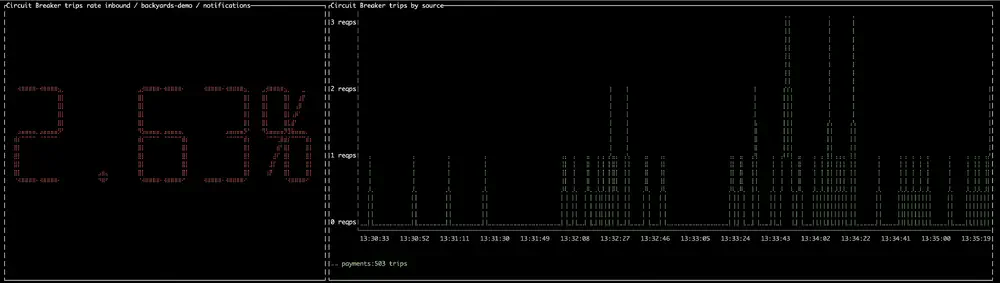 Circuit Breaker trips rate inbound / backyards-demo / notifications
2.63%
Circuit Breaker trips by source
3 reqps
2 reqps
1 reqps
0 reqps
13:30:33 13:30:52 13:31:11 13:31:30 13:31:49 13:32:08 13:32:27 13:32:46 13:33:05 13:33:24 13:33:43 13:34:02 13:34:22 13:34:41 13:35:00 13:35:19
-- payments:503 trips